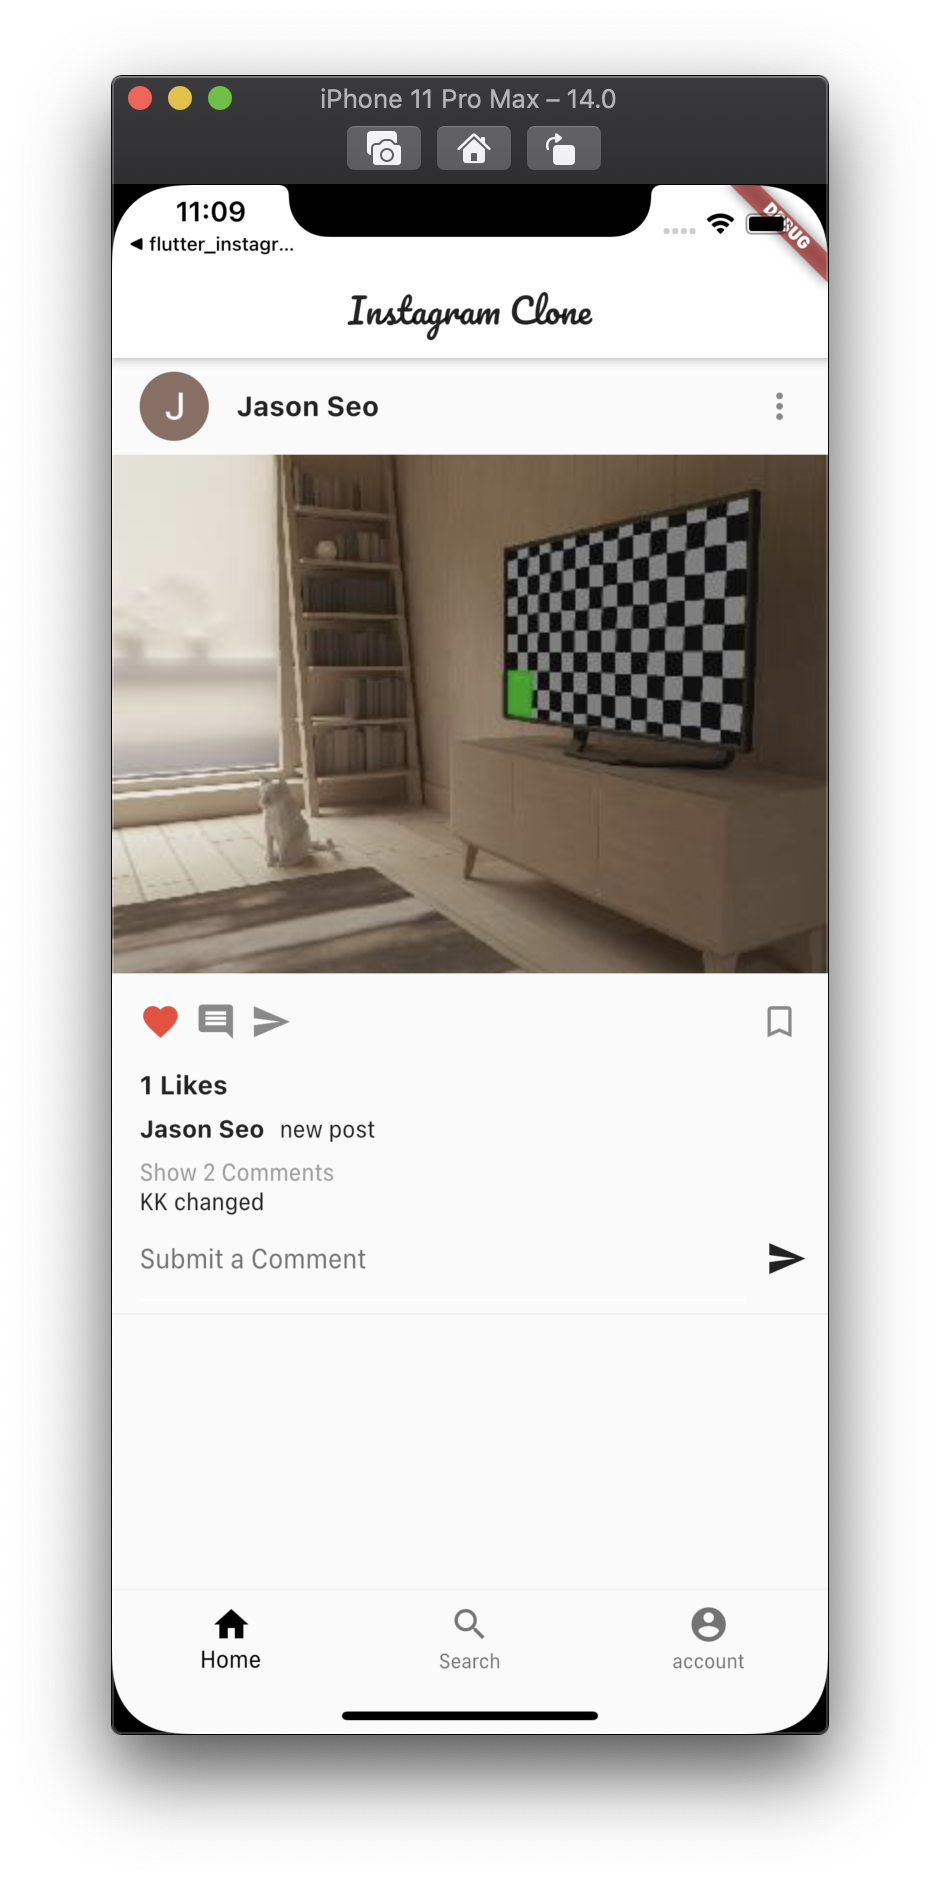 iPhone 11 Pro Max – 14.0
11:09
◀ flutter_instagr...
DEBUG
Instagram Clone
J
Jason Seo
1 Likes
Jason Seo new post
Show 2 Comments
KK changed
Submit a Comment
Home
Search
account